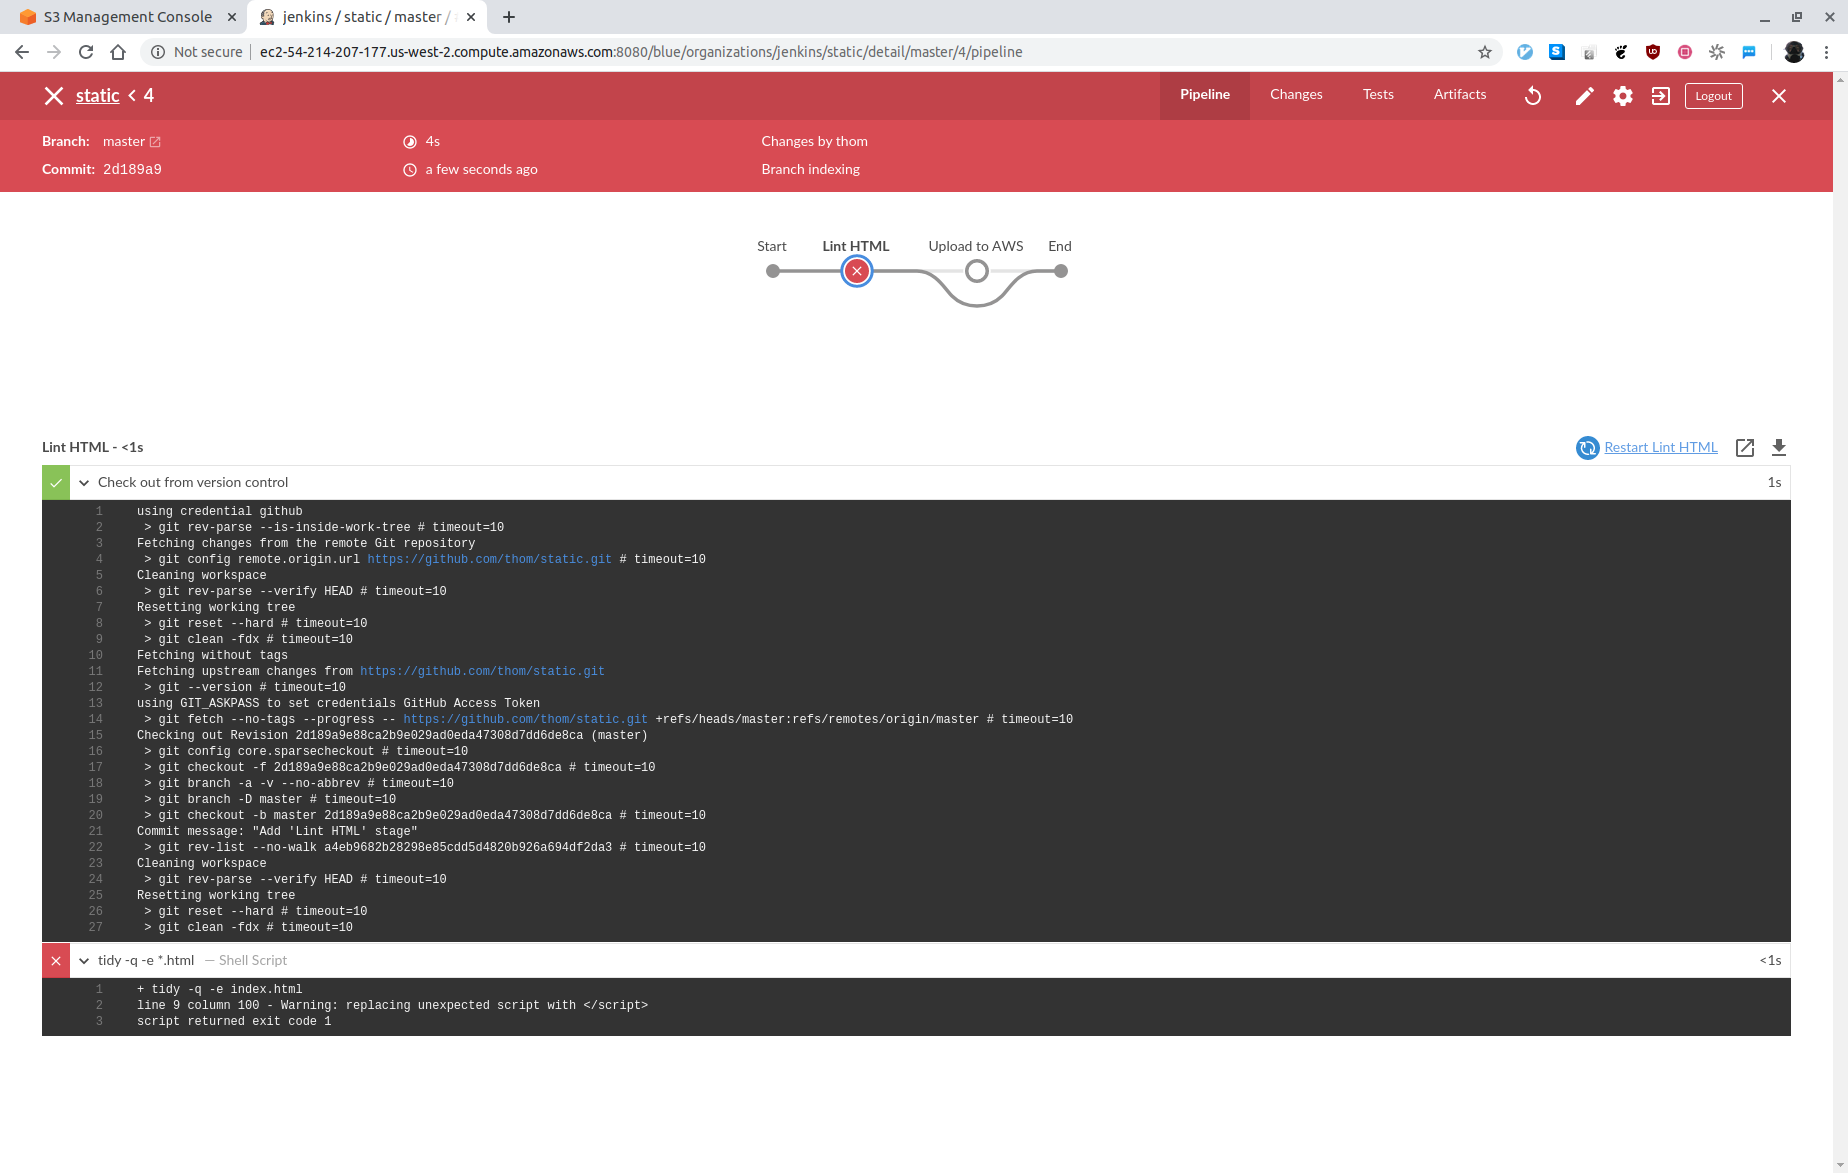 S3 Management Console
jenkins / static / master /
Not secure
ec2-54-214-207-177.us-west-2.compute.amazonaws.com:8080/blue/organizations/jenkins/static/detail/master/4/pipeline
static < 4
Pipeline
Changes
Tests
Artifacts
Logout
Branch: master
4s
Changes by thom
Commit: 2d189a9
a few seconds ago
Branch indexing
Start
Lint HTML
Upload to AWS
End
Lint HTML - <1s
Restart Lint HTML
Check out from version control
1s
1 using credential github
2 > git rev-parse --is-inside-work-tree # timeout=10
3 Fetching changes from the remote Git repository
4 > git config remote.origin.url https://github.com/thom/static.git # timeout=10
5 Cleaning workspace
6 > git rev-parse --verify HEAD # timeout=10
7 Resetting working tree
8 > git reset --hard # timeout=10
9 > git clean -fdx # timeout=10
10 Fetching without tags
11 Fetching upstream changes from https://github.com/thom/static.git
12 > git --version # timeout=10
13 using GIT_ASKPASS to set credentials GitHub Access Token
14 > git fetch --no-tags --progress -- https://github.com/thom/static.git +refs/heads/master:refs/remotes/origin/master # timeout=10
15 Checking out Revision 2d189a9e88ca2b9e029ad0eda47308d7dd6de8ca (master)
16 > git config core.sparsecheckout # timeout=10
17 > git checkout -f 2d189a9e88ca2b9e029ad0eda47308d7dd6de8ca # timeout=10
18 > git branch -a -v --no-abbrev # timeout=10
19 > git branch -D master # timeout=10
20 > git checkout -b master 2d189a9e88ca2b9e029ad0eda47308d7dd6de8ca # timeout=10
21 Commit message: "Add 'Lint HTML' stage"
22 > git rev-list --no-walk a4eb9682b28298e85cdd5d4820b926a694df2da3 # timeout=10
23 Cleaning workspace
24 > git rev-parse --verify HEAD # timeout=10
25 Resetting working tree
26 > git reset --hard # timeout=10
27 > git clean -fdx # timeout=10
tidy -q -e *.html — Shell Script
<1s
1 + tidy -q -e index.html
2 line 9 column 100 - Warning: replacing unexpected script with </script>
3 script returned exit code 1